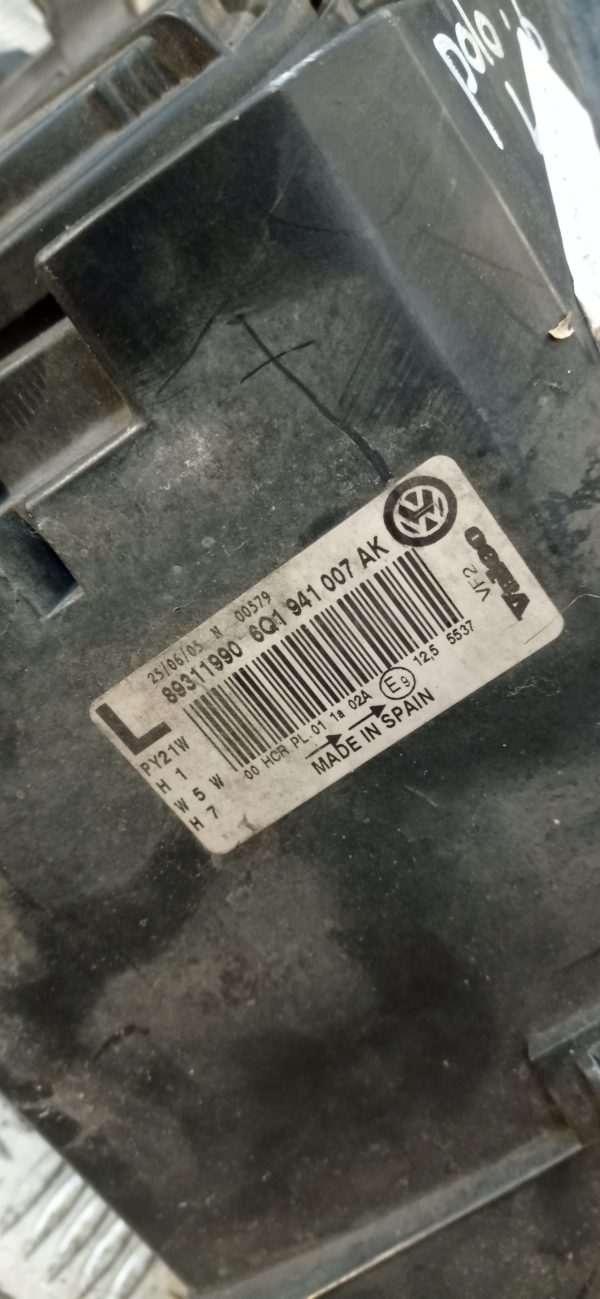 polo
25/06/05 N 00579
89311990 6Q1 941 007 AK
L
PY21W
H 1
W 5 W
H 7
00 HCR PL. 01 1a 02A E9 12,5 5537
MADE IN SPAIN
VF2
Valeo